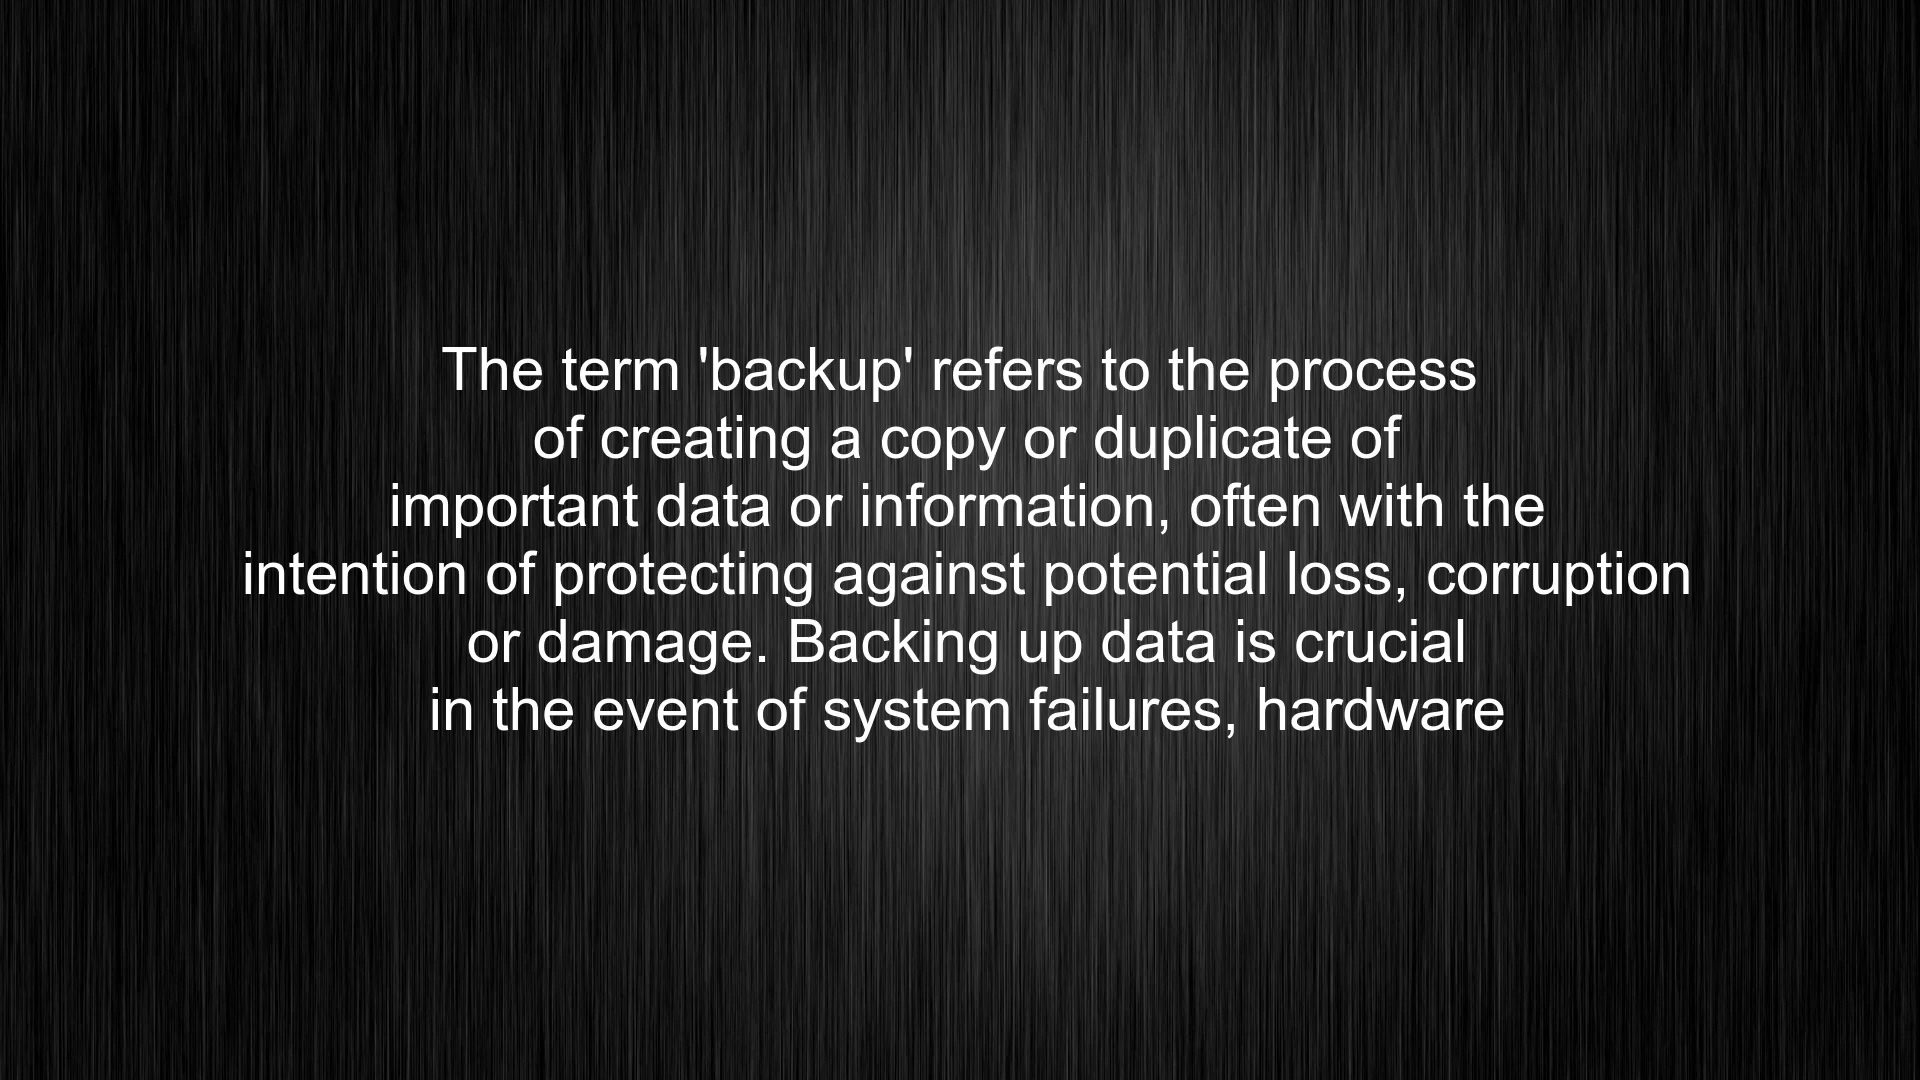 The term 'backup' refers to the process
of creating a copy or duplicate of
important data or information, often with the
intention of protecting against potential loss, corruption
or damage. Backing up data is crucial
in the event of system failures, hardware